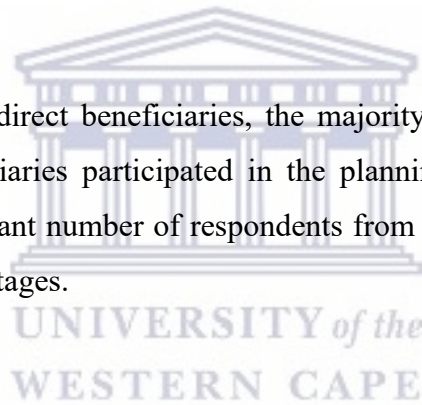 direct beneficiaries, the majority
iaries participated in the planni
ant number of respondents from
tages.
UNIVERSITY of the
WESTERN CAPE